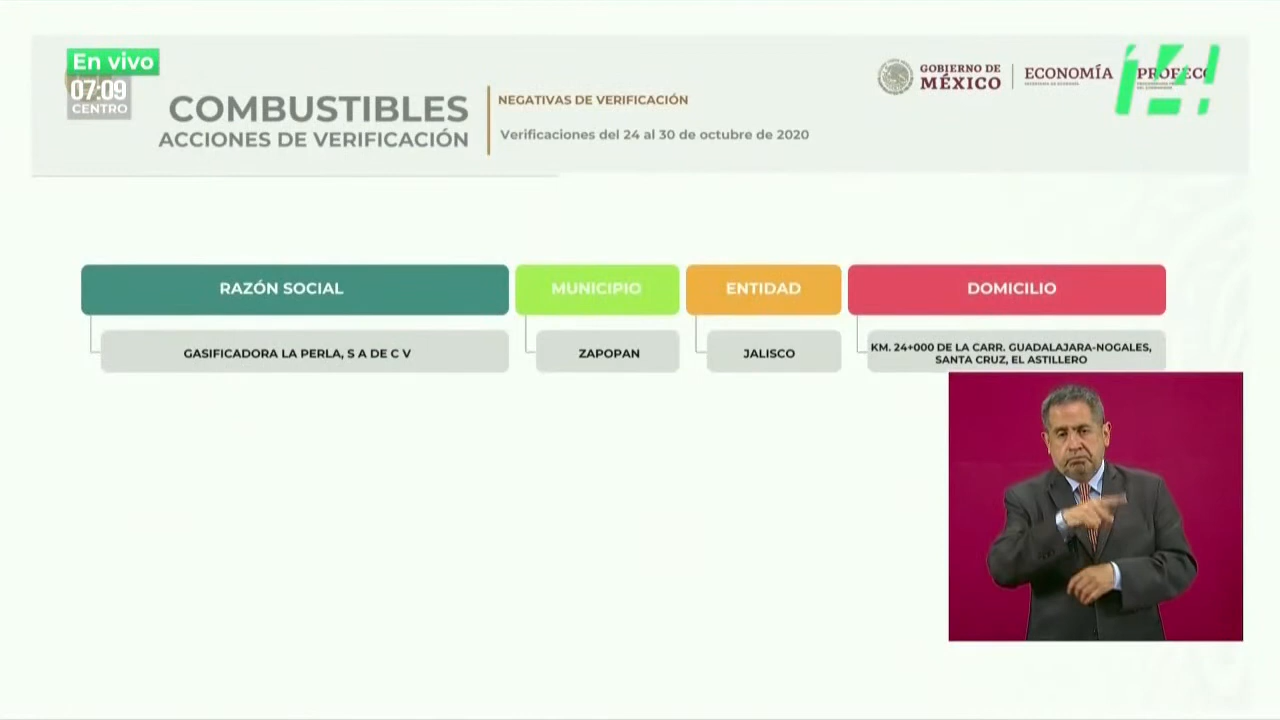 En vivo
07:09
CENTRO
COMBUSTIBLES
ACCIONES DE VERIFICACIÓN
NEGATIVAS DE VERIFICACIÓN
Verificaciones del 24 al 30 de octubre de 2020
GOBIERNO DE
MÉXICO
ECONOMÍA
PROFECO
RAZÓN SOCIAL
MUNICIPIO
ENTIDAD
DOMICILIO
GASIFICADORA LA PERLA, S A DE C V
ZAPOPAN
JALISCO
KM. 24+000 DE LA CARR. GUADALAJARA-NOGALES,
SANTA CRUZ, EL ASTILLERO